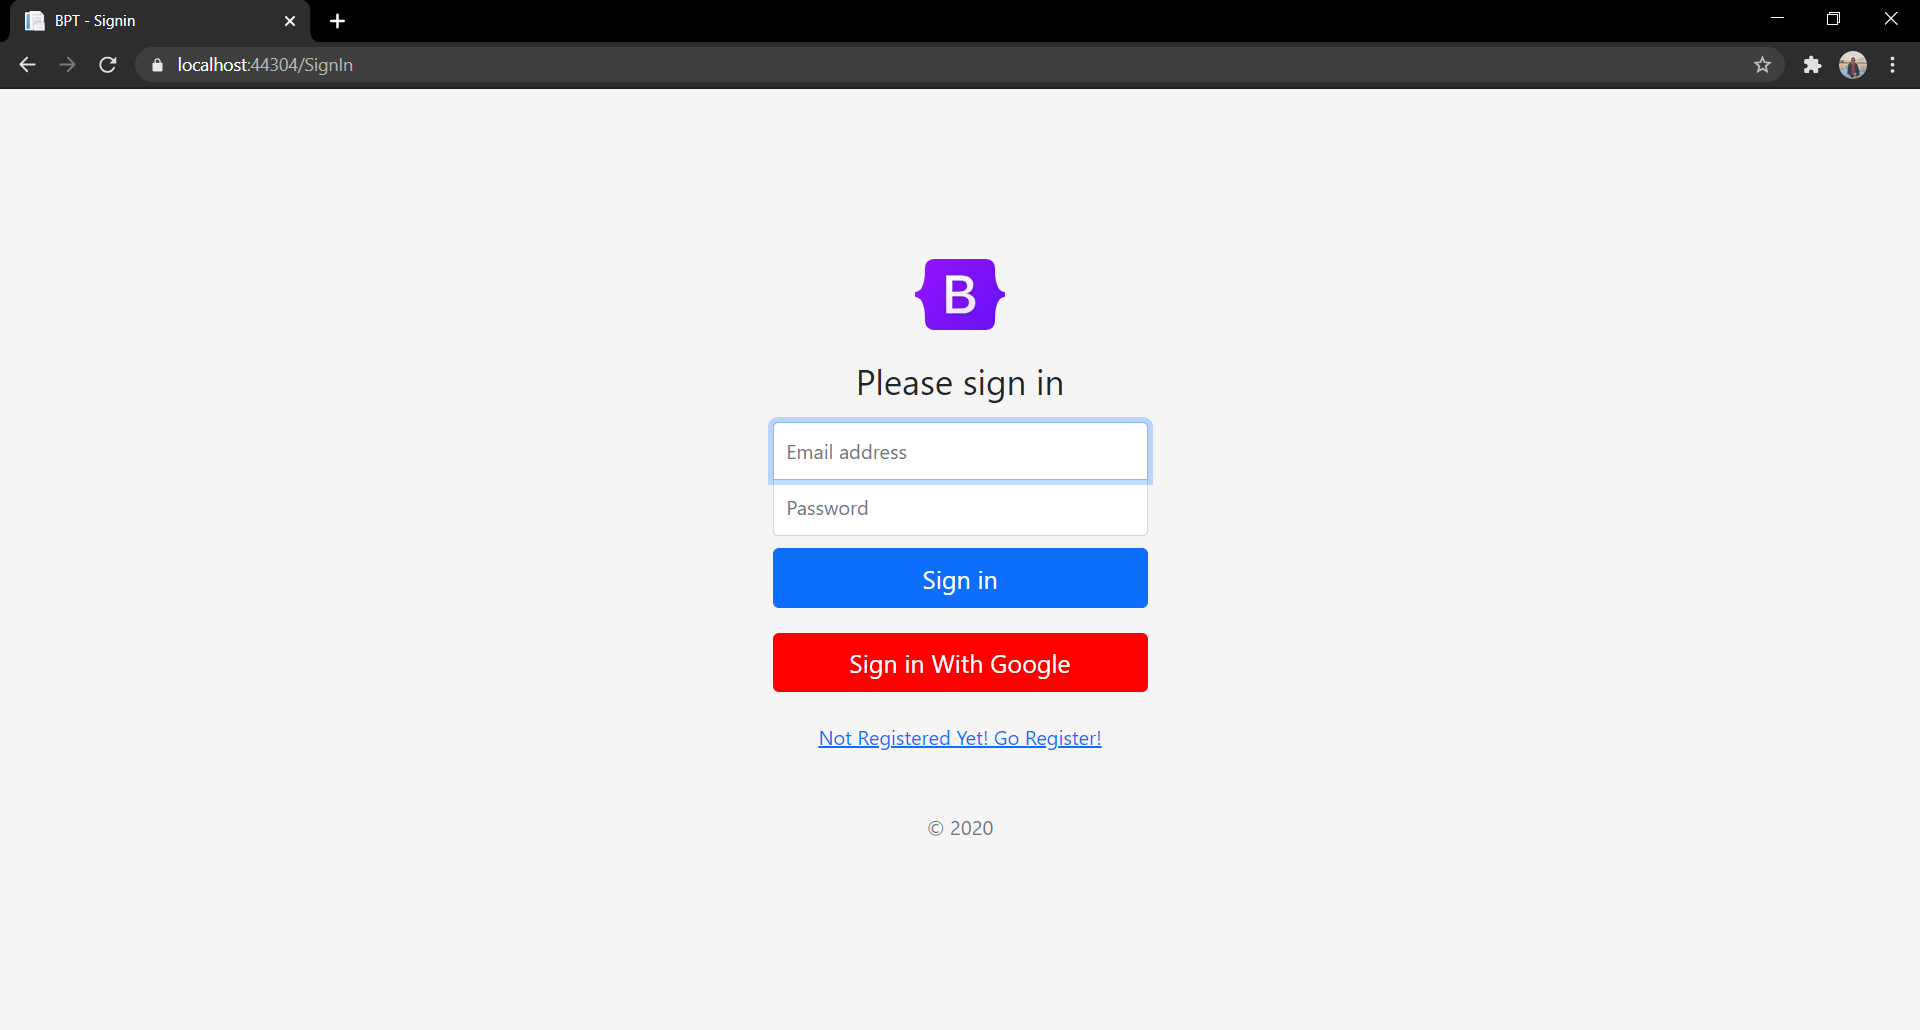 BPT - Signin
localhost:44304/SignIn
B
Please sign in
Email address
Password
Sign in
Sign in With Google
Not Registered Yet! Go Register!
© 2020